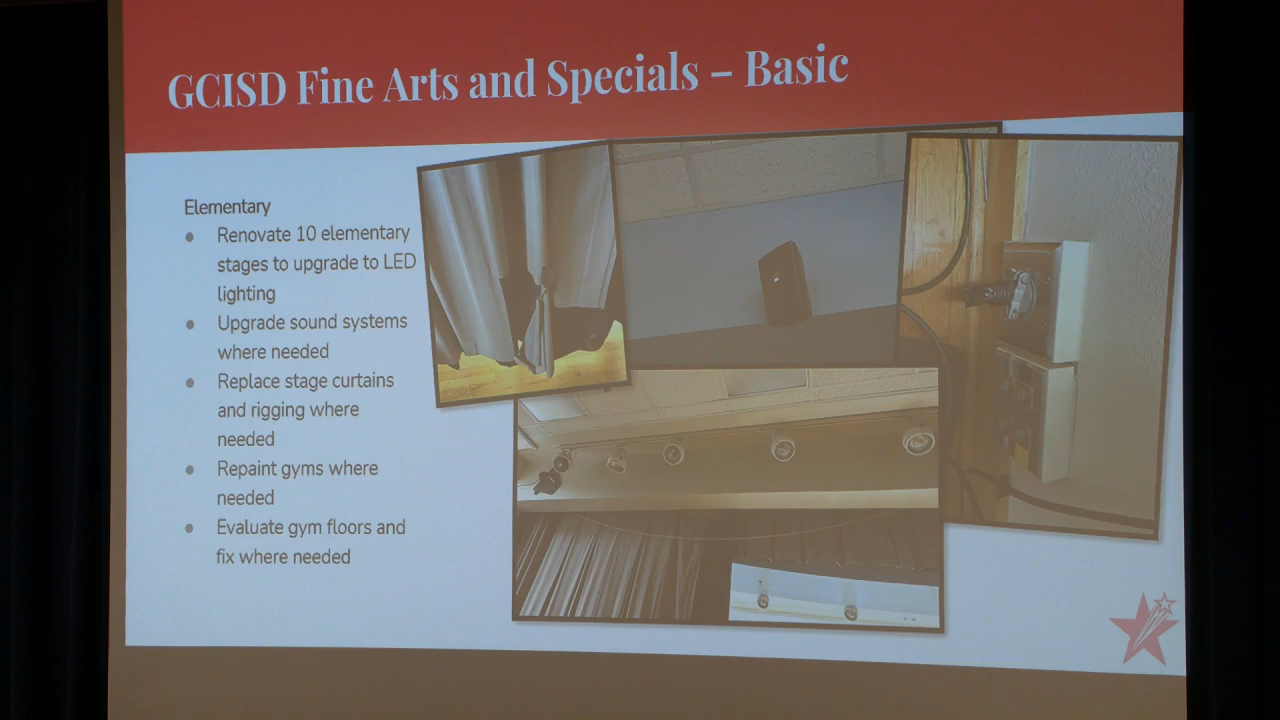 GCISD Fine Arts and Specials – Basic
Elementary
● Renovate 10 elementary
stages to upgrade to LED
lighting
● Upgrade sound systems
where needed
● Replace stage curtains
and rigging where
needed
● Repaint gyms where
needed
● Evaluate gym floors and
fix where needed